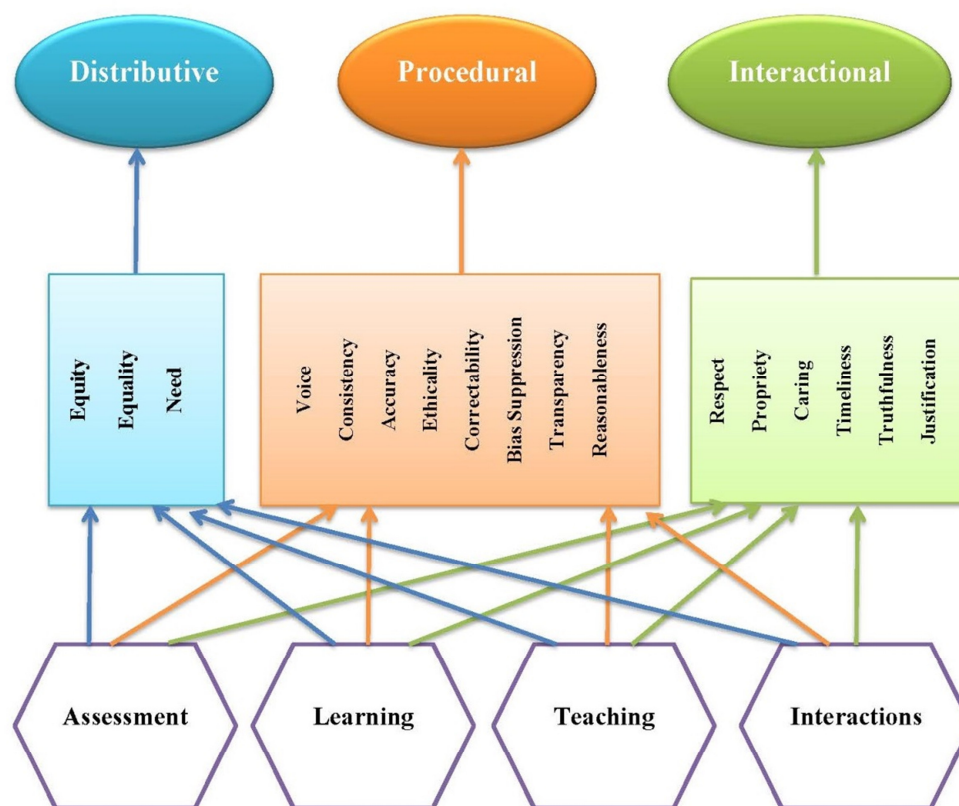 Distributive
Procedural
Interactional
Equity
Equality
Need
Voice
Consistency
Accuracy
Ethicality
Correctability
Bias Suppression
Transparency
Reasonableness
Respect
Propriety
Caring
Timeliness
Truthfulness
Justification
Assessment
Learning
Teaching
Interactions